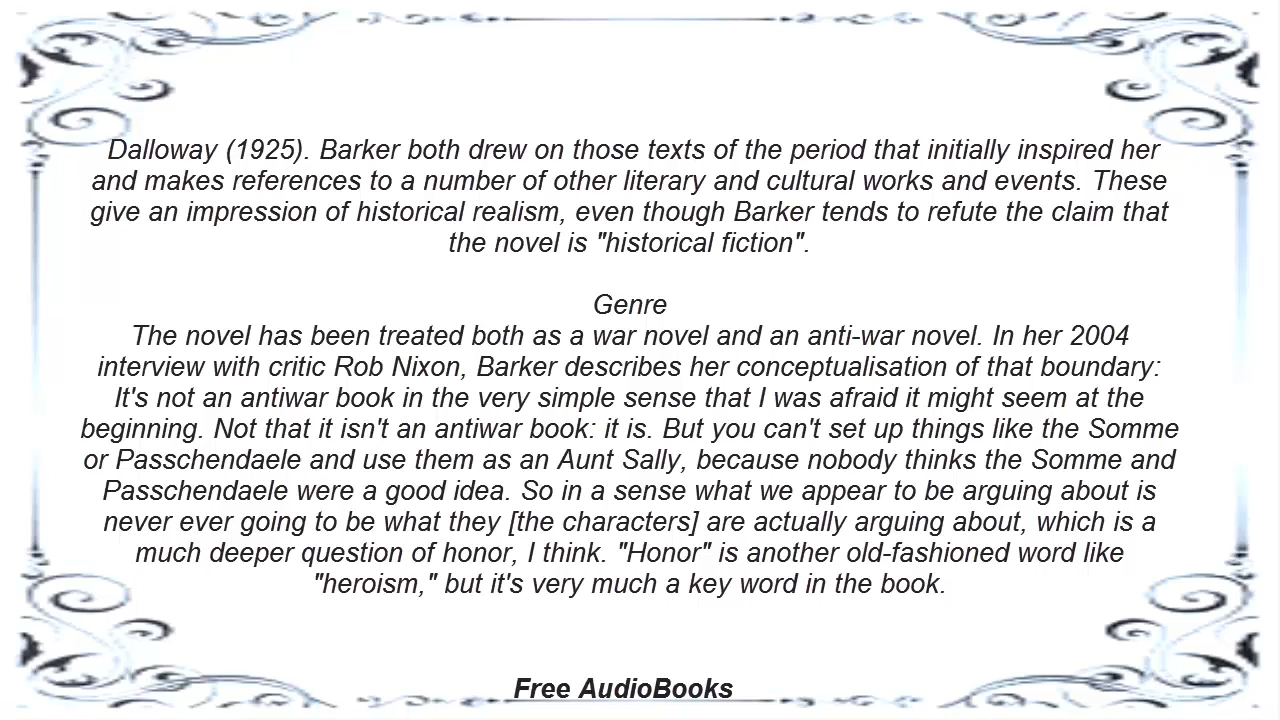 Dalloway (1925). Barker both drew on those texts of the period that initially inspired her
and makes references to a number of other literary and cultural works and events. These
give an impression of historical realism, even though Barker tends to refute the claim that
the novel is "historical fiction".
Genre
The novel has been treated both as a war novel and an anti-war novel. In her 2004
interview with critic Rob Nixon, Barker describes her conceptualisation of that boundary:
It's not an antiwar book in the very simple sense that I was afraid it might seem at the
beginning. Not that it isn't an antiwar book: it is. But you can't set up things like the Somme
or Passchendaele and use them as an Aunt Sally, because nobody thinks the Somme and
Passchendaele were a good idea. So in a sense what we appear to be arguing about is
never ever going to be what they [the characters] are actually arguing about, which is a
much deeper question of honor, I think. "Honor" is another old-fashioned word like
"heroism," but it's very much a key word in the book.
Free AudioBooks